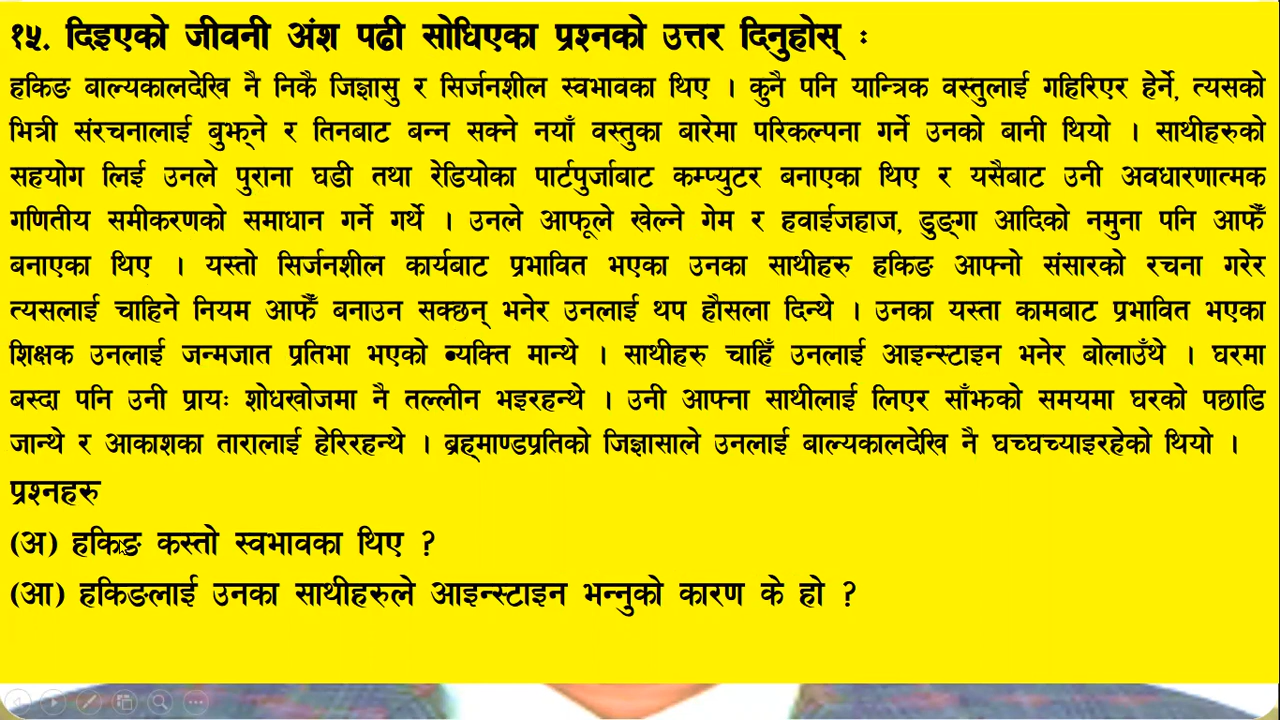 १५. दिइएको जीवनी अंश पढी सोधिएका प्रश्नको उत्तर दिनुहोस् :
हकिङ बाल्यकालदेखि नै निकै जिज्ञासु र सिर्जनशील स्वभावका थिए । कुनै पनि यान्त्रिक वस्तुलाई गहिरिएर हेर्ने, त्यसको
भित्री संरचनालाई बुझ्ने र तिनबाट बन्न सक्ने नयाँ वस्तुका बारेमा परिकल्पना गर्ने उनको बानी थियो । साथीहरुको
सहयोग लिई उनले पुराना घडी तथा रेडियोका पार्टपुर्जाबाट कम्प्युटर बनाएका थिए र यसैबाट उनी अवधारणात्मक
गणितीय समीकरणको समाधान गर्ने गर्थे । उनले आफूले खेल्ने गेम र हवाईजहाज, डुङ्गा आदिको नमुना पनि आफैँ
बनाएका थिए । यस्तो सिर्जनशील कार्यबाट प्रभावित भएका उनका साथीहरु हकिङ आफ्नो संसारको रचना गरेर
त्यसलाई चाहिने नियम आफैँ बनाउन सक्छन् भनेर उनलाई थप हौसला दिन्थे । उनका यस्ता कामबाट प्रभावित भएका
शिक्षक उनलाई जन्मजात प्रतिभा भएको व्यक्ति मान्थे । साथीहरु चाहिँ उनलाई आइन्स्टाइन भनेर बोलाउँथे । घरमा
बस्दा पनि उनी प्रायः शोधखोजमा नै तल्लीन भइरहन्थे । उनी आफ्ना साथीलाई लिएर साँझको समयमा घरको पछाडि
जान्थे र आकाशका तारालाई हेरिरहन्थे । ब्रह्माण्डप्रतिको जिज्ञासाले उनलाई बाल्यकालदेखि नै घच्घच्याइरहेको थियो ।
प्रश्नहरु
(अ) हकिङ कस्तो स्वभावका थिए ?
(आ) हकिङलाई उनका साथीहरुले आइन्स्टाइन भन्नुको कारण के हो ?